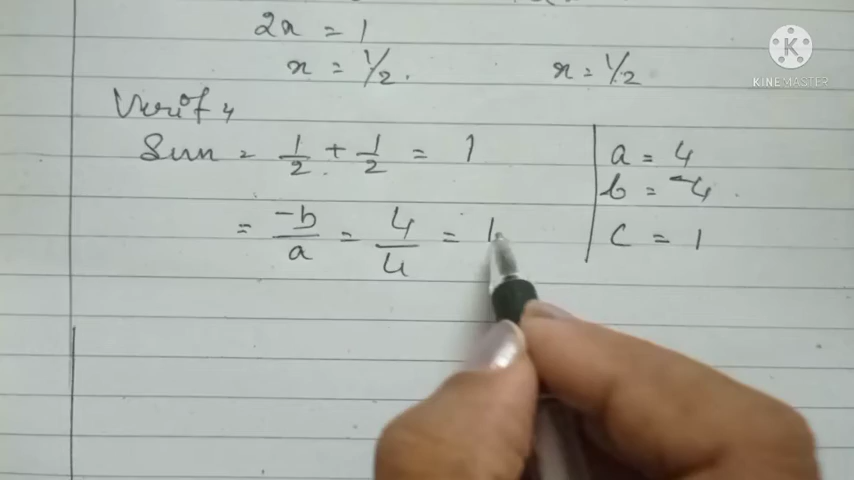 2x = 1
x = 1/2. x = 1/2
Verify
Sum = 1/2 + 1/2 = 1
= -b/a = 4/4 = 1
a = 4
b = -4.
c = 1
K
KINEMASTER